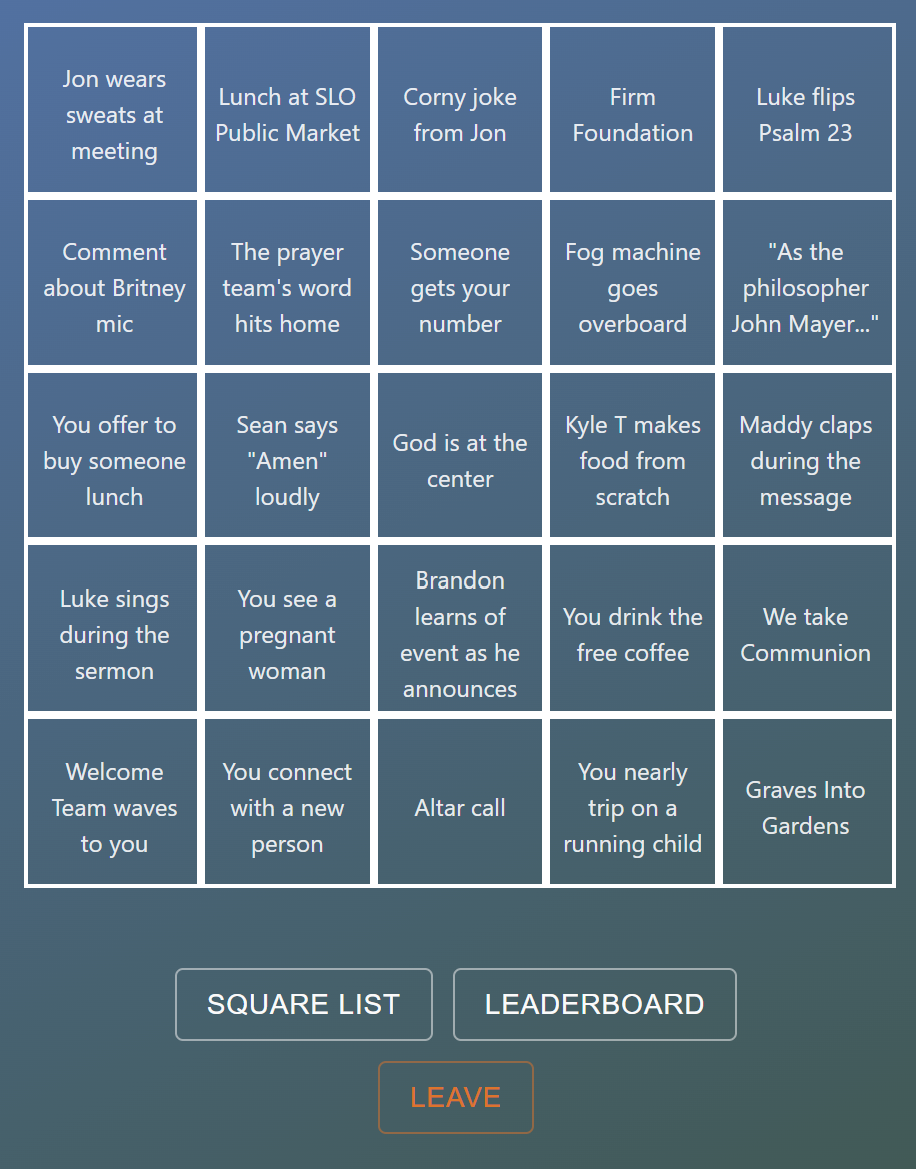 Jon wears
sweats at
meeting
Lunch at SLO
Public Market
Corny joke
from Jon
Firm
Foundation
Luke flips
Psalm 23
Comment
about Britney
mic
The prayer
team's word
hits home
Someone
gets your
number
Fog machine
goes
overboard
"As the
philosopher
John Mayer..."
You offer to
buy someone
lunch
Sean says
"Amen"
loudly
God is at the
center
Kyle T makes
food from
scratch
Maddy claps
during the
message
Luke sings
during the
sermon
You see a
pregnant
woman
Brandon
learns of
event as he
announces
You drink the
free coffee
We take
Communion
Welcome
Team waves
to you
You connect
with a new
person
Altar call
You nearly
trip on a
running child
Graves Into
Gardens
SQUARE LIST
LEADERBOARD
LEAVE